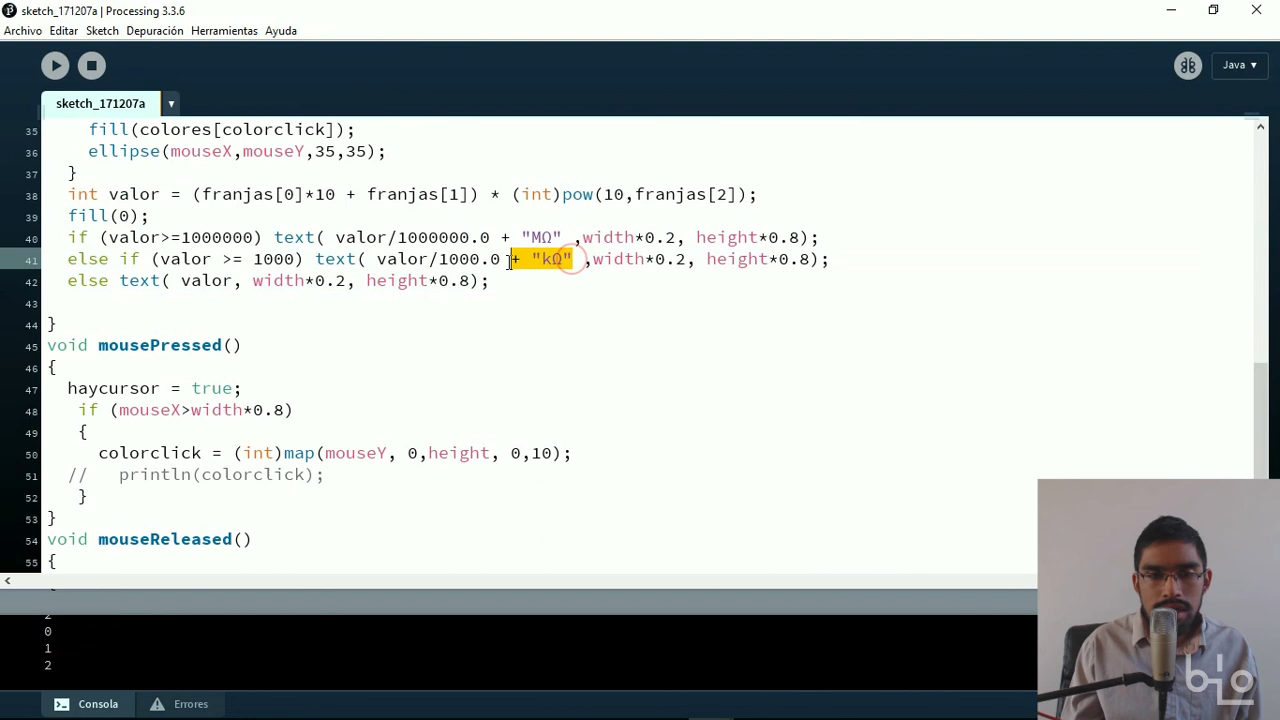 sketch_171207a | Processing 3.3.6
Archivo Editar Sketch Depuración Herramientas Ayuda
Java ▾
sketch_171207a ▾
35 fill(colores[colorclick]);
36 ellipse(mouseX,mouseY,35,35);
37 }
38 int valor = (franjas[0]*10 + franjas[1]) * (int)pow(10,franjas[2]);
39 fill(0);
40 if (valor>=1000000) text( valor/1000000.0 + "MΩ" ,width*0.2, height*0.8);
41 else if (valor >= 1000) text( valor/1000.0 + "kΩ" ,width*0.2, height*0.8);
42 else text( valor, width*0.2, height*0.8);
43
44 }
45 void mousePressed()
46 {
47 haycursor = true;
48 if (mouseX>width*0.8)
49 {
50 colorclick = (int)map(mouseY, 0,height, 0,10);
51 // println(colorclick);
52 }
53 }
54 void mouseReleased()
55 {
2
0
1
2
Consola Errores